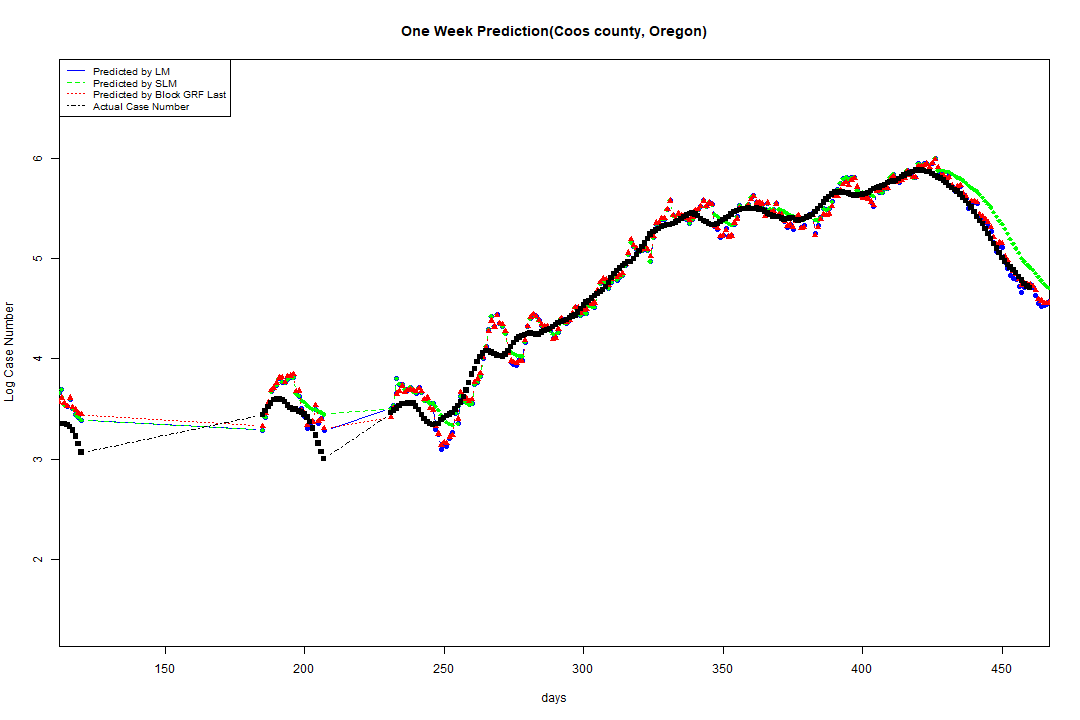 One Week Prediction(Coos county, Oregon)
Predicted by LM
Predicted by SLM
Predicted by Block GRF Last
Actual Case Number
6
5
4
3
2
Log Case Number
150 200 250 300 350 400 450
days